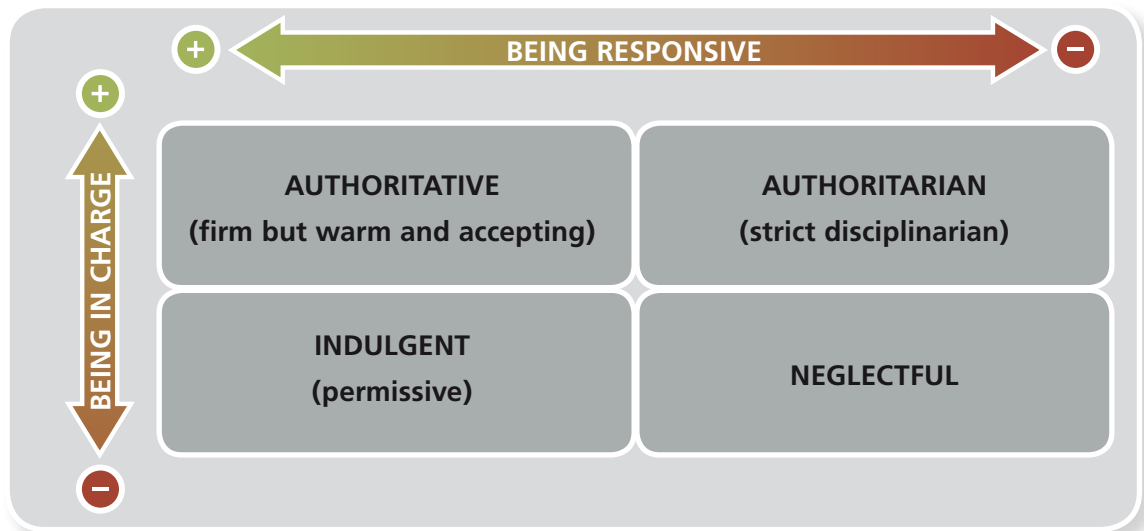 +
BEING RESPONSIVE
−
+
BEING IN CHARGE
−
AUTHORITATIVE
(firm but warm and accepting)
AUTHORITARIAN
(strict disciplinarian)
INDULGENT
(permissive)
NEGLECTFUL